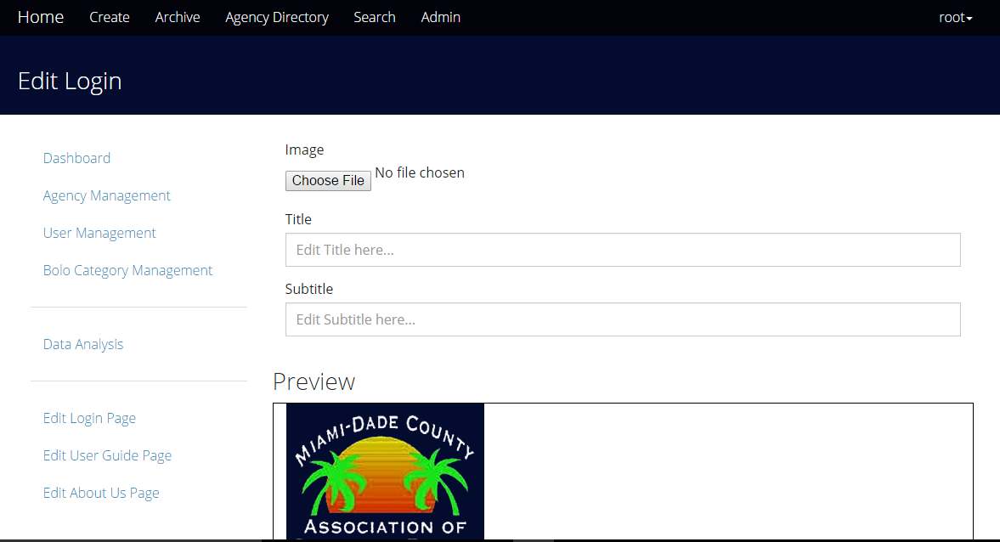 Home Create Archive Agency Directory Search Admin root
Edit Login
Dashboard
Agency Management
User Management
Bolo Category Management
Data Analysis
Edit Login Page
Edit User Guide Page
Edit About Us Page
Image
Choose File No file chosen
Title
Edit Title here...
Subtitle
Edit Subtitle here...
Preview
MIAMI-DADE COUNTY
ASSOCIATION OF